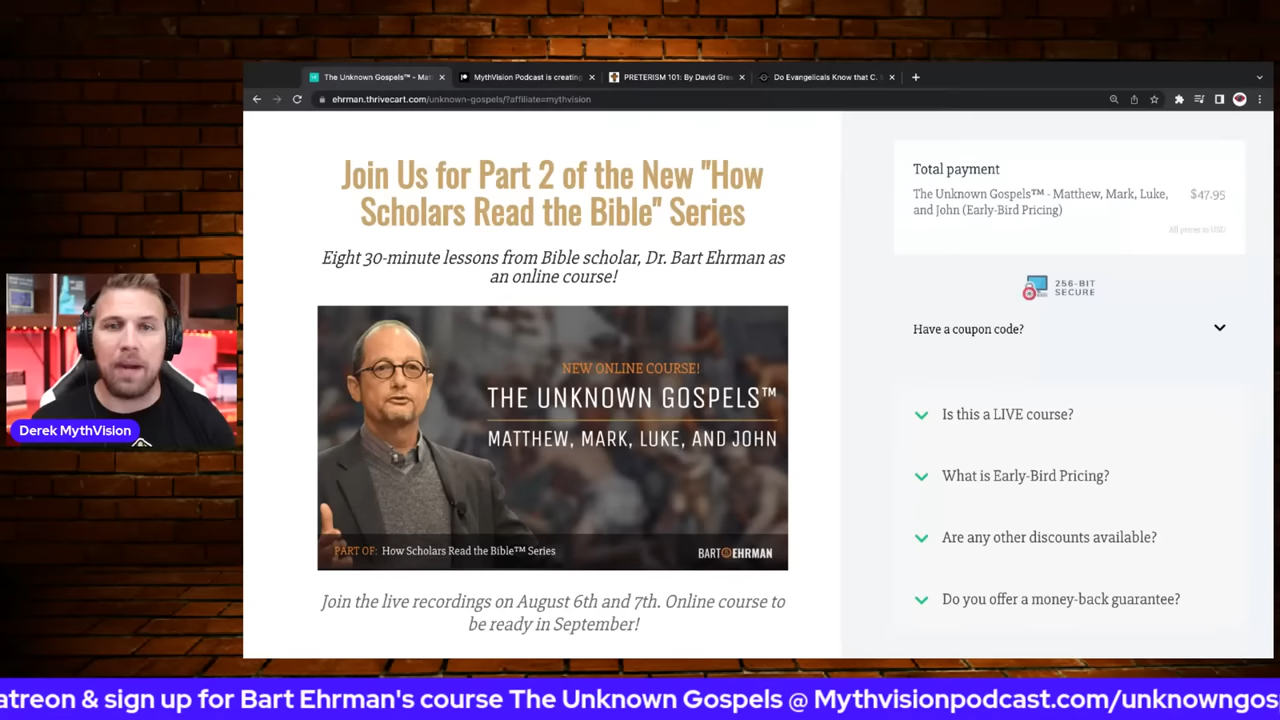 The Unknown Gospels™ - Mat
MythVision Podcast is creating
PRETERISM 101: By David Gre
Do Evangelicals Know that C. S
ehrman.thrivecart.com/unknown-gospels/?affiliate=mythvision
Join Us for Part 2 of the New "How
Scholars Read the Bible" Series
Eight 30-minute lessons from Bible scholar, Dr. Bart Ehrman as
an online course!
NEW ONLINE COURSE!
THE UNKNOWN GOSPELS™
MATTHEW, MARK, LUKE, AND JOHN
PART OF: How Scholars Read the Bible™ Series
BART EHRMAN
Join the live recordings on August 6th and 7th. Online course to
be ready in September!
Total payment
The Unknown Gospels™ - Matthew, Mark, Luke, $47.95
and John (Early-Bird Pricing)
All prices in USD
256-BIT
SECURE
Have a coupon code?
Is this a LIVE course?
What is Early-Bird Pricing?
Are any other discounts available?
Do you offer a money-back guarantee?
Derek MythVision
atreon & sign up for Bart Ehrman's course The Unknown Gospels @ Mythvisionpodcast.com/unknowngos